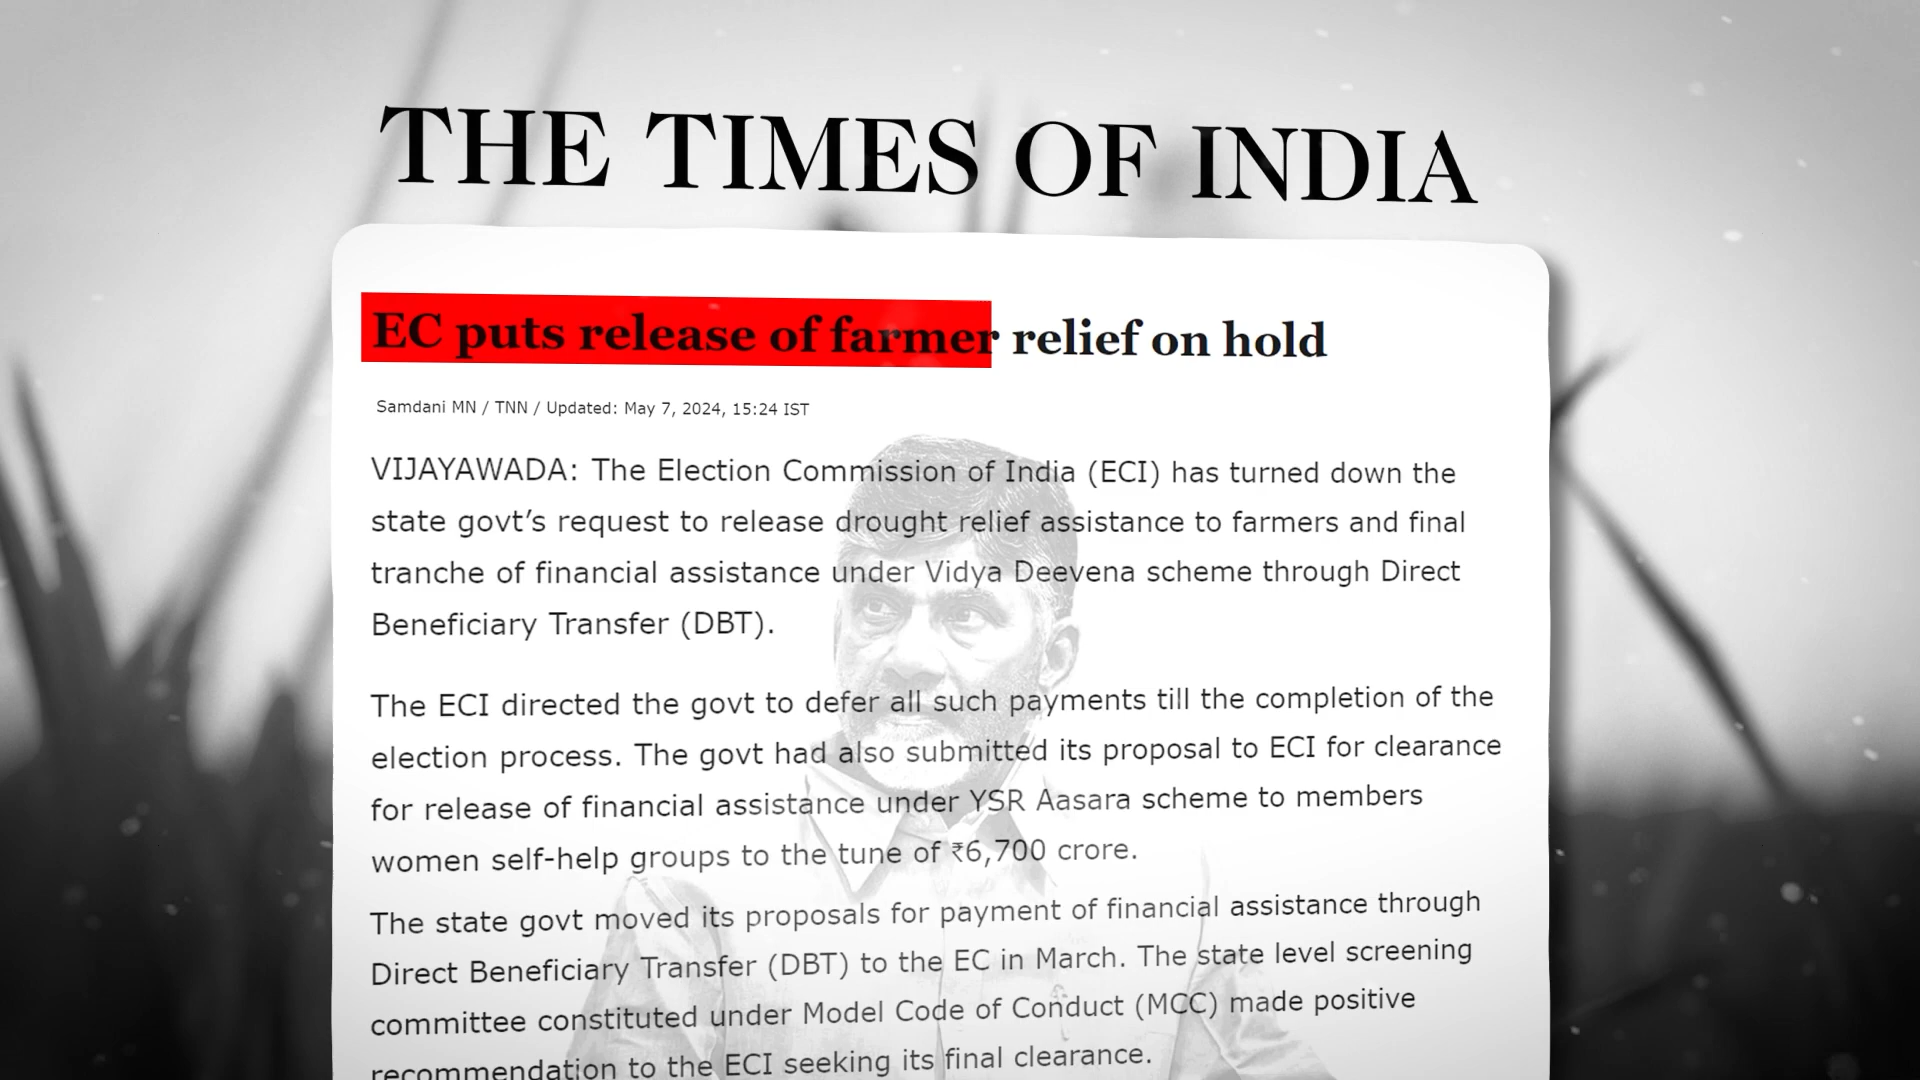 THE TIMES OF INDIA
EC puts release of farmer relief on hold
Samdani MN / TNN / Updated: May 7, 2024, 15:24 IST
VIJAYAWADA: The Election Commission of India (ECI) has turned down the
state govt’s request to release drought relief assistance to farmers and final
tranche of financial assistance under Vidya Deevena scheme through Direct
Beneficiary Transfer (DBT).
The ECI directed the govt to defer all such payments till the completion of the
election process. The govt had also submitted its proposal to ECI for clearance
for release of financial assistance under YSR Aasara scheme to members
women self-help groups to the tune of ₹6,700 crore.
The state govt moved its proposals for payment of financial assistance through
Direct Beneficiary Transfer (DBT) to the EC in March. The state level screening
committee constituted under Model Code of Conduct (MCC) made positive
recommendation to the ECI seeking its final clearance.